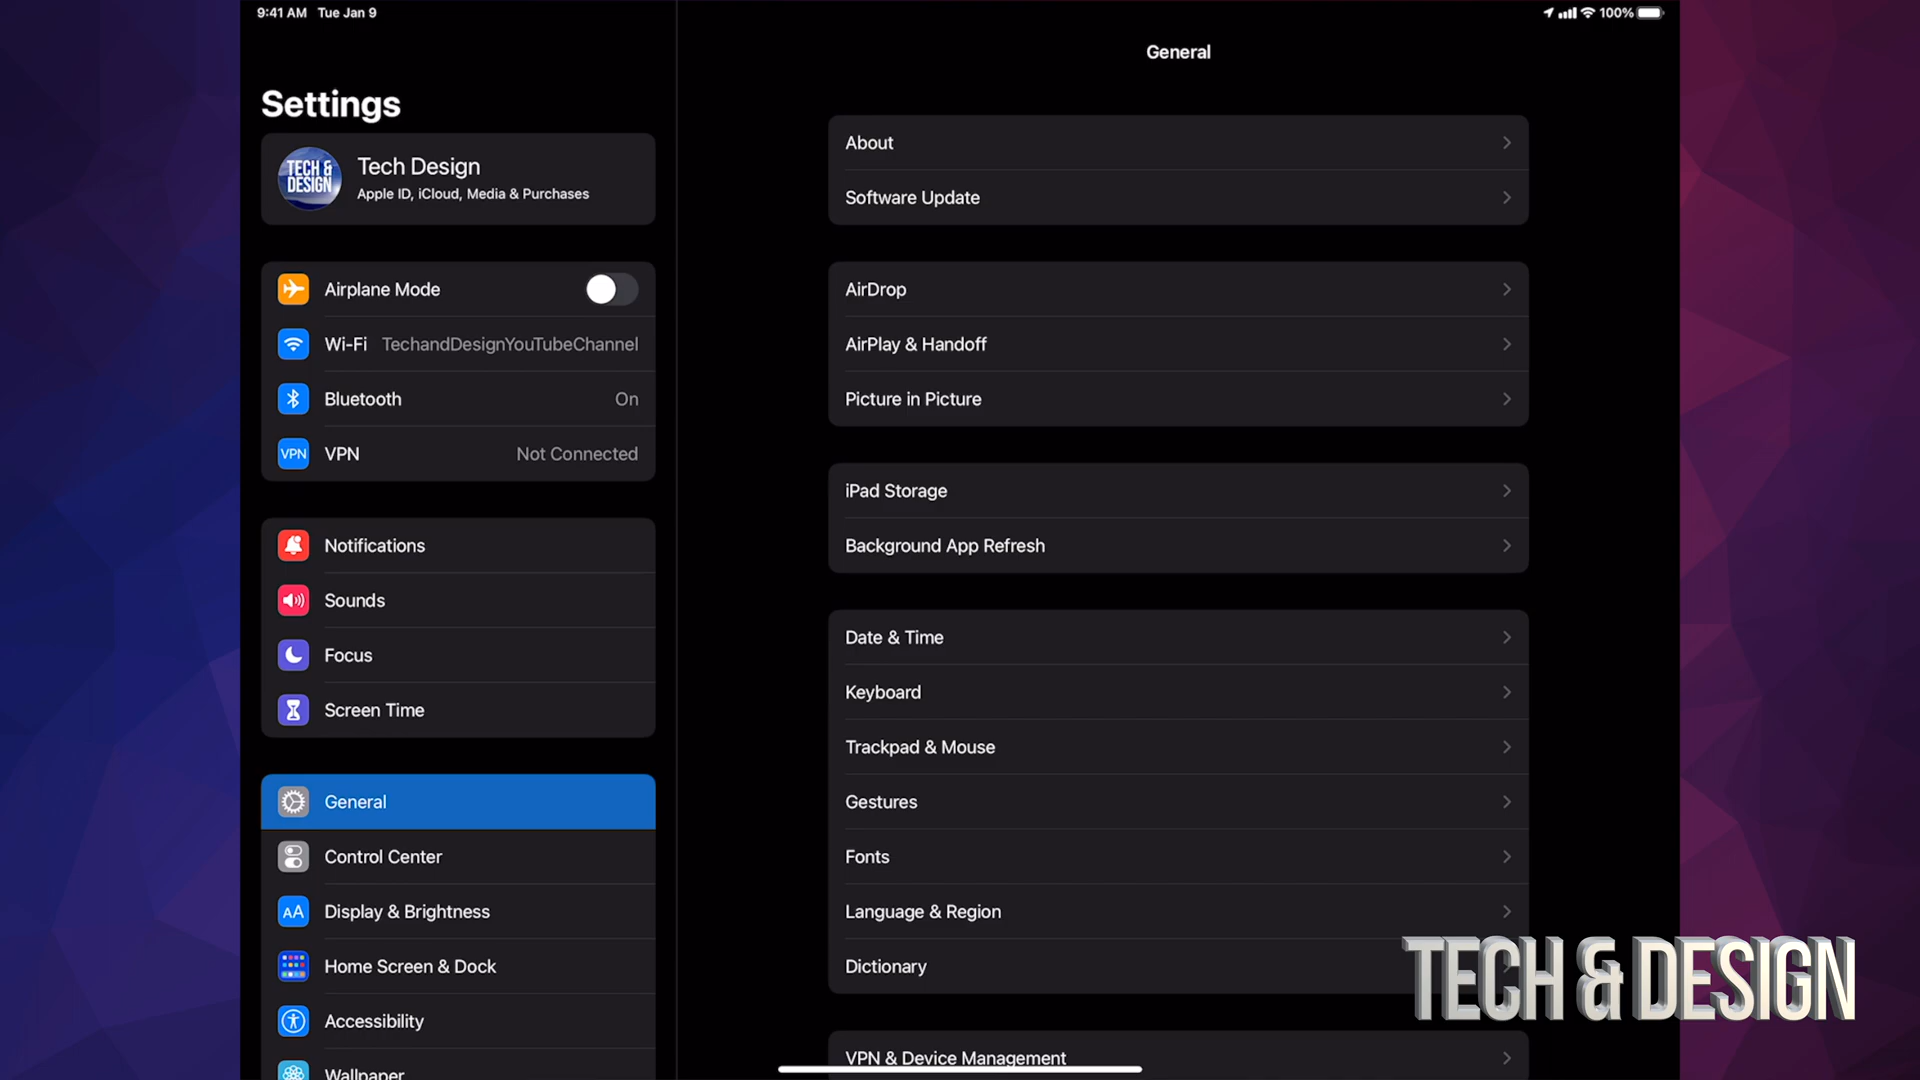 9:41 AM Tue Jan 9
100%
Settings
TECH &
DESIGN
Tech Design
Apple ID, iCloud, Media & Purchases
Airplane Mode
Wi-Fi TechandDesignYouTubeChannel
Bluetooth On
VPN VPN Not Connected
Notifications
Sounds
Focus
Screen Time
General
Control Center
AA Display & Brightness
Home Screen & Dock
Accessibility
Wallpaper
General
About
Software Update
AirDrop
AirPlay & Handoff
Picture in Picture
iPad Storage
Background App Refresh
Date & Time
Keyboard
Trackpad & Mouse
Gestures
Fonts
Language & Region
Dictionary
VPN & Device Management
TECH & DESIGN